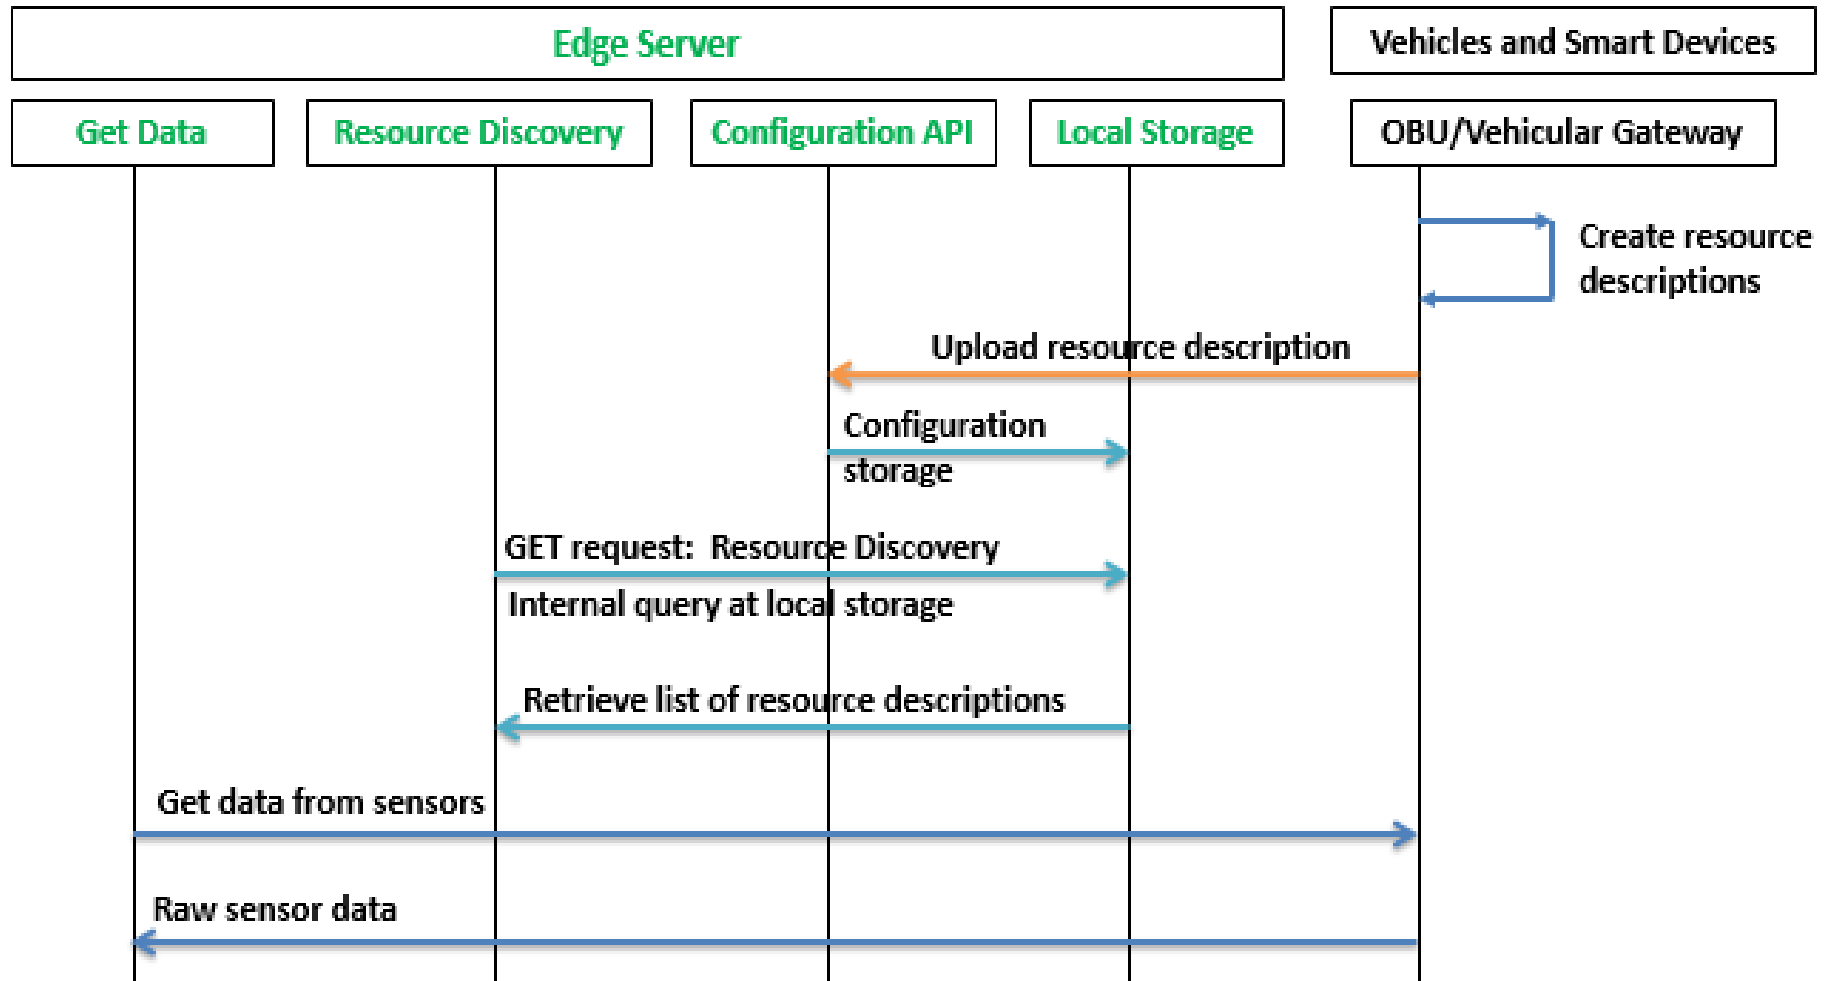 Edge Server
Vehicles and Smart Devices
Get Data
Resource Discovery
Configuration API
Local Storage
OBU/Vehicular Gateway
Create resource
descriptions
Upload resource description
Configuration
storage
GET request:  Resource Discovery
Internal query at local storage
Retrieve list of resource descriptions
Get data from sensors
Raw sensor data